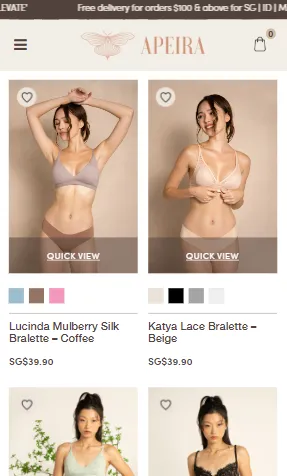 LEVATE' Free delivery for orders $100 & above for SG | ID | M
APEIRA
0
QUICK VIEW
QUICK VIEW
Lucinda Mulberry Silk
Bralette – Coffee
SG$39.90
Katya Lace Bralette –
Beige
SG$39.90